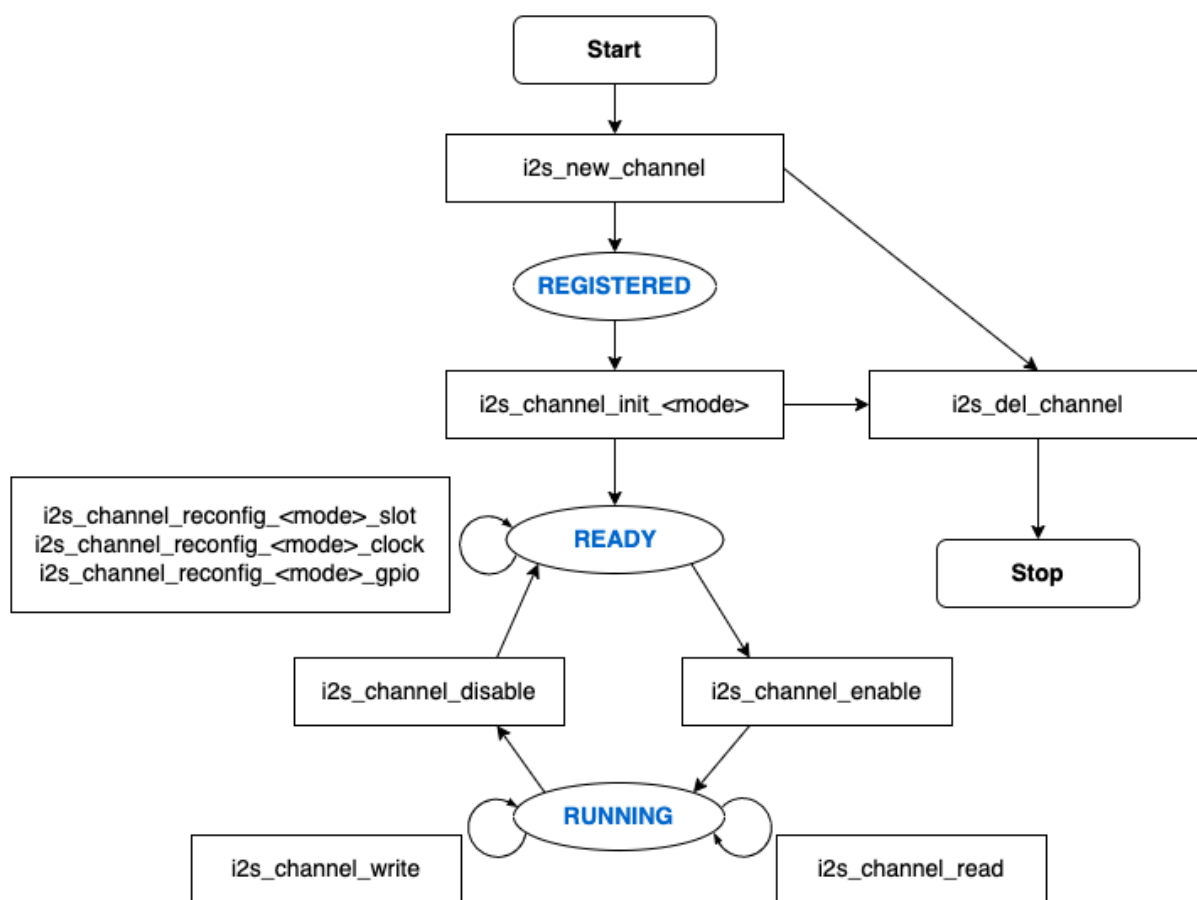 Start
i2s_new_channel
REGISTERED
i2s_channel_init_<mode>
i2s_del_channel
i2s_channel_reconfig_<mode>_slot
i2s_channel_reconfig_<mode>_clock
i2s_channel_reconfig_<mode>_gpio
READY
Stop
i2s_channel_disable
i2s_channel_enable
RUNNING
i2s_channel_write
i2s_channel_read